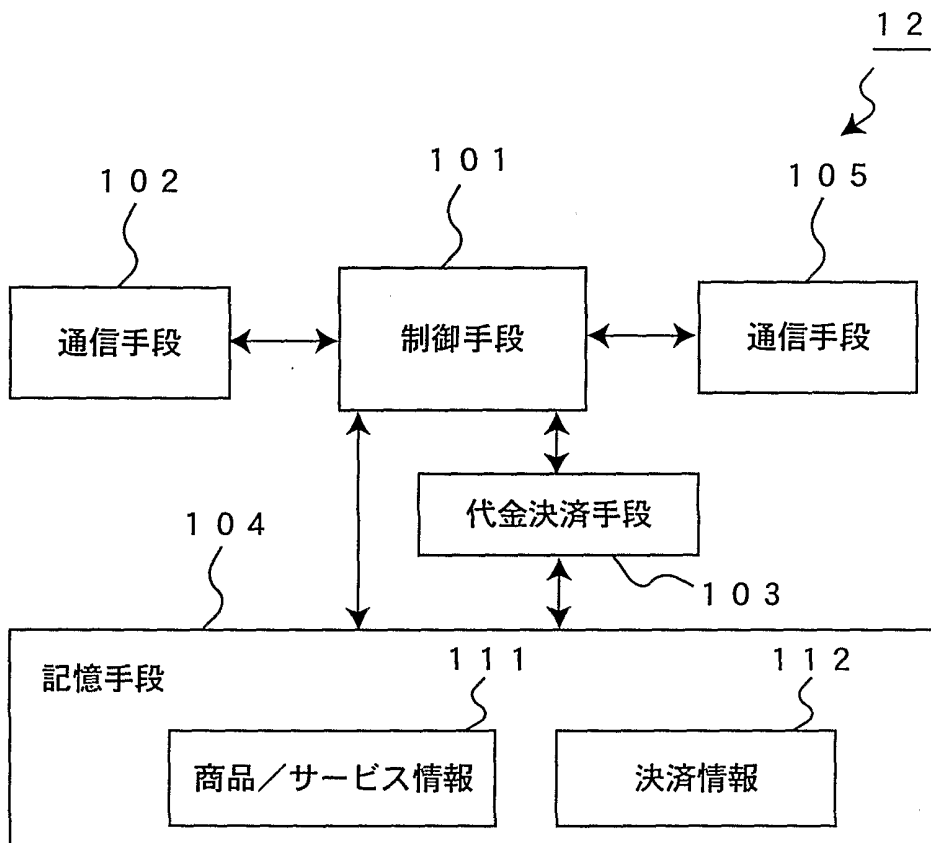 １２
１０１
１０２
１０５
通信手段
制御手段
通信手段
代金決済手段
１０４
１０３
記憶手段
１１１
１１２
商品／サービス情報
決済情報